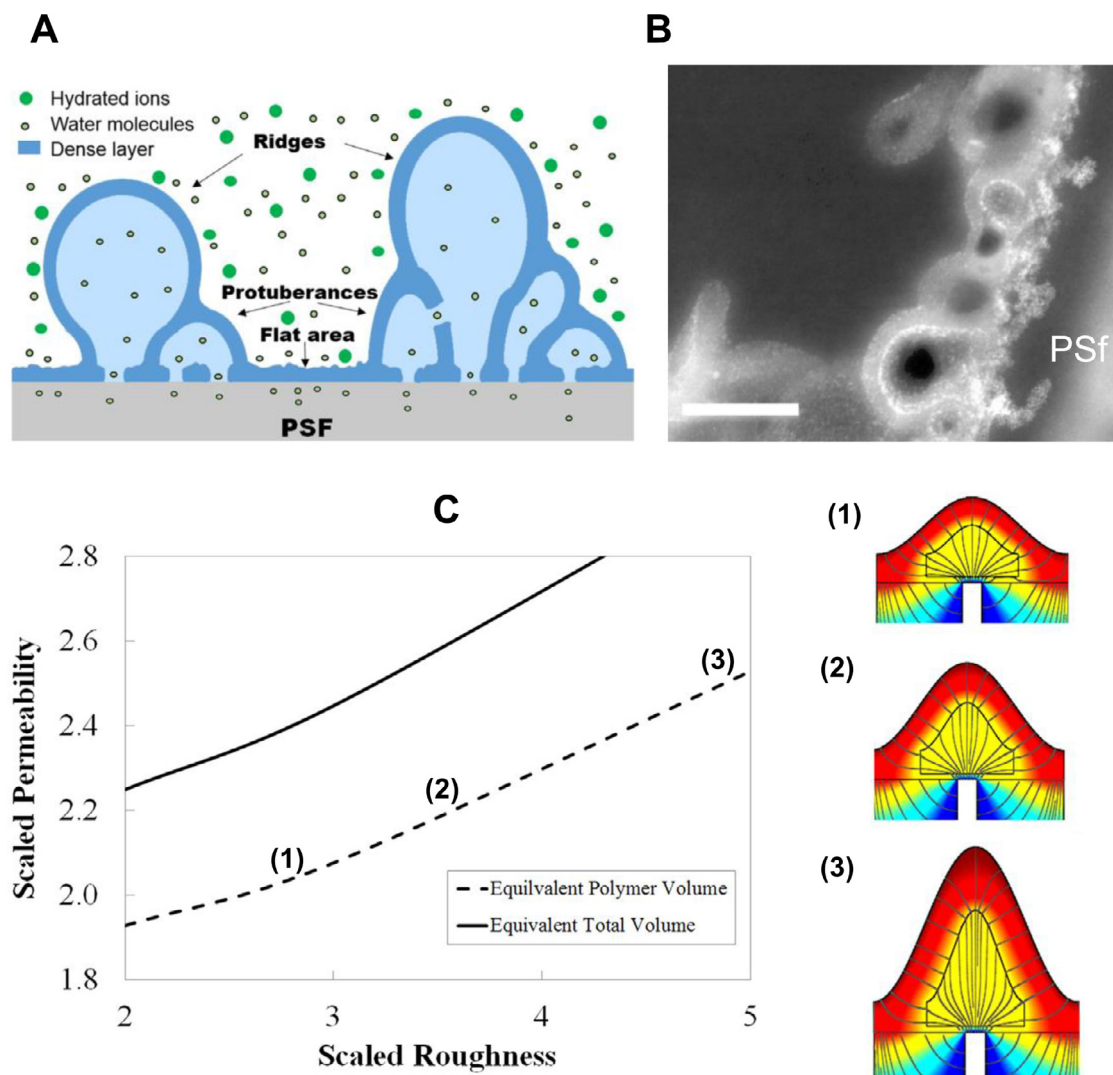 A
Hydrated ions
Water molecules
Dense layer
Ridges
Protuberances
Flat area
PSF
B
PSf
C
Scaled Permeability
2.8
2.6
2.4
2.2
2.0
1.8
(1)
(2)
(3)
Equilvalent Polymer Volume
Equivalent Total Volume
2
3
4
5
Scaled Roughness
(1)
(2)
(3)